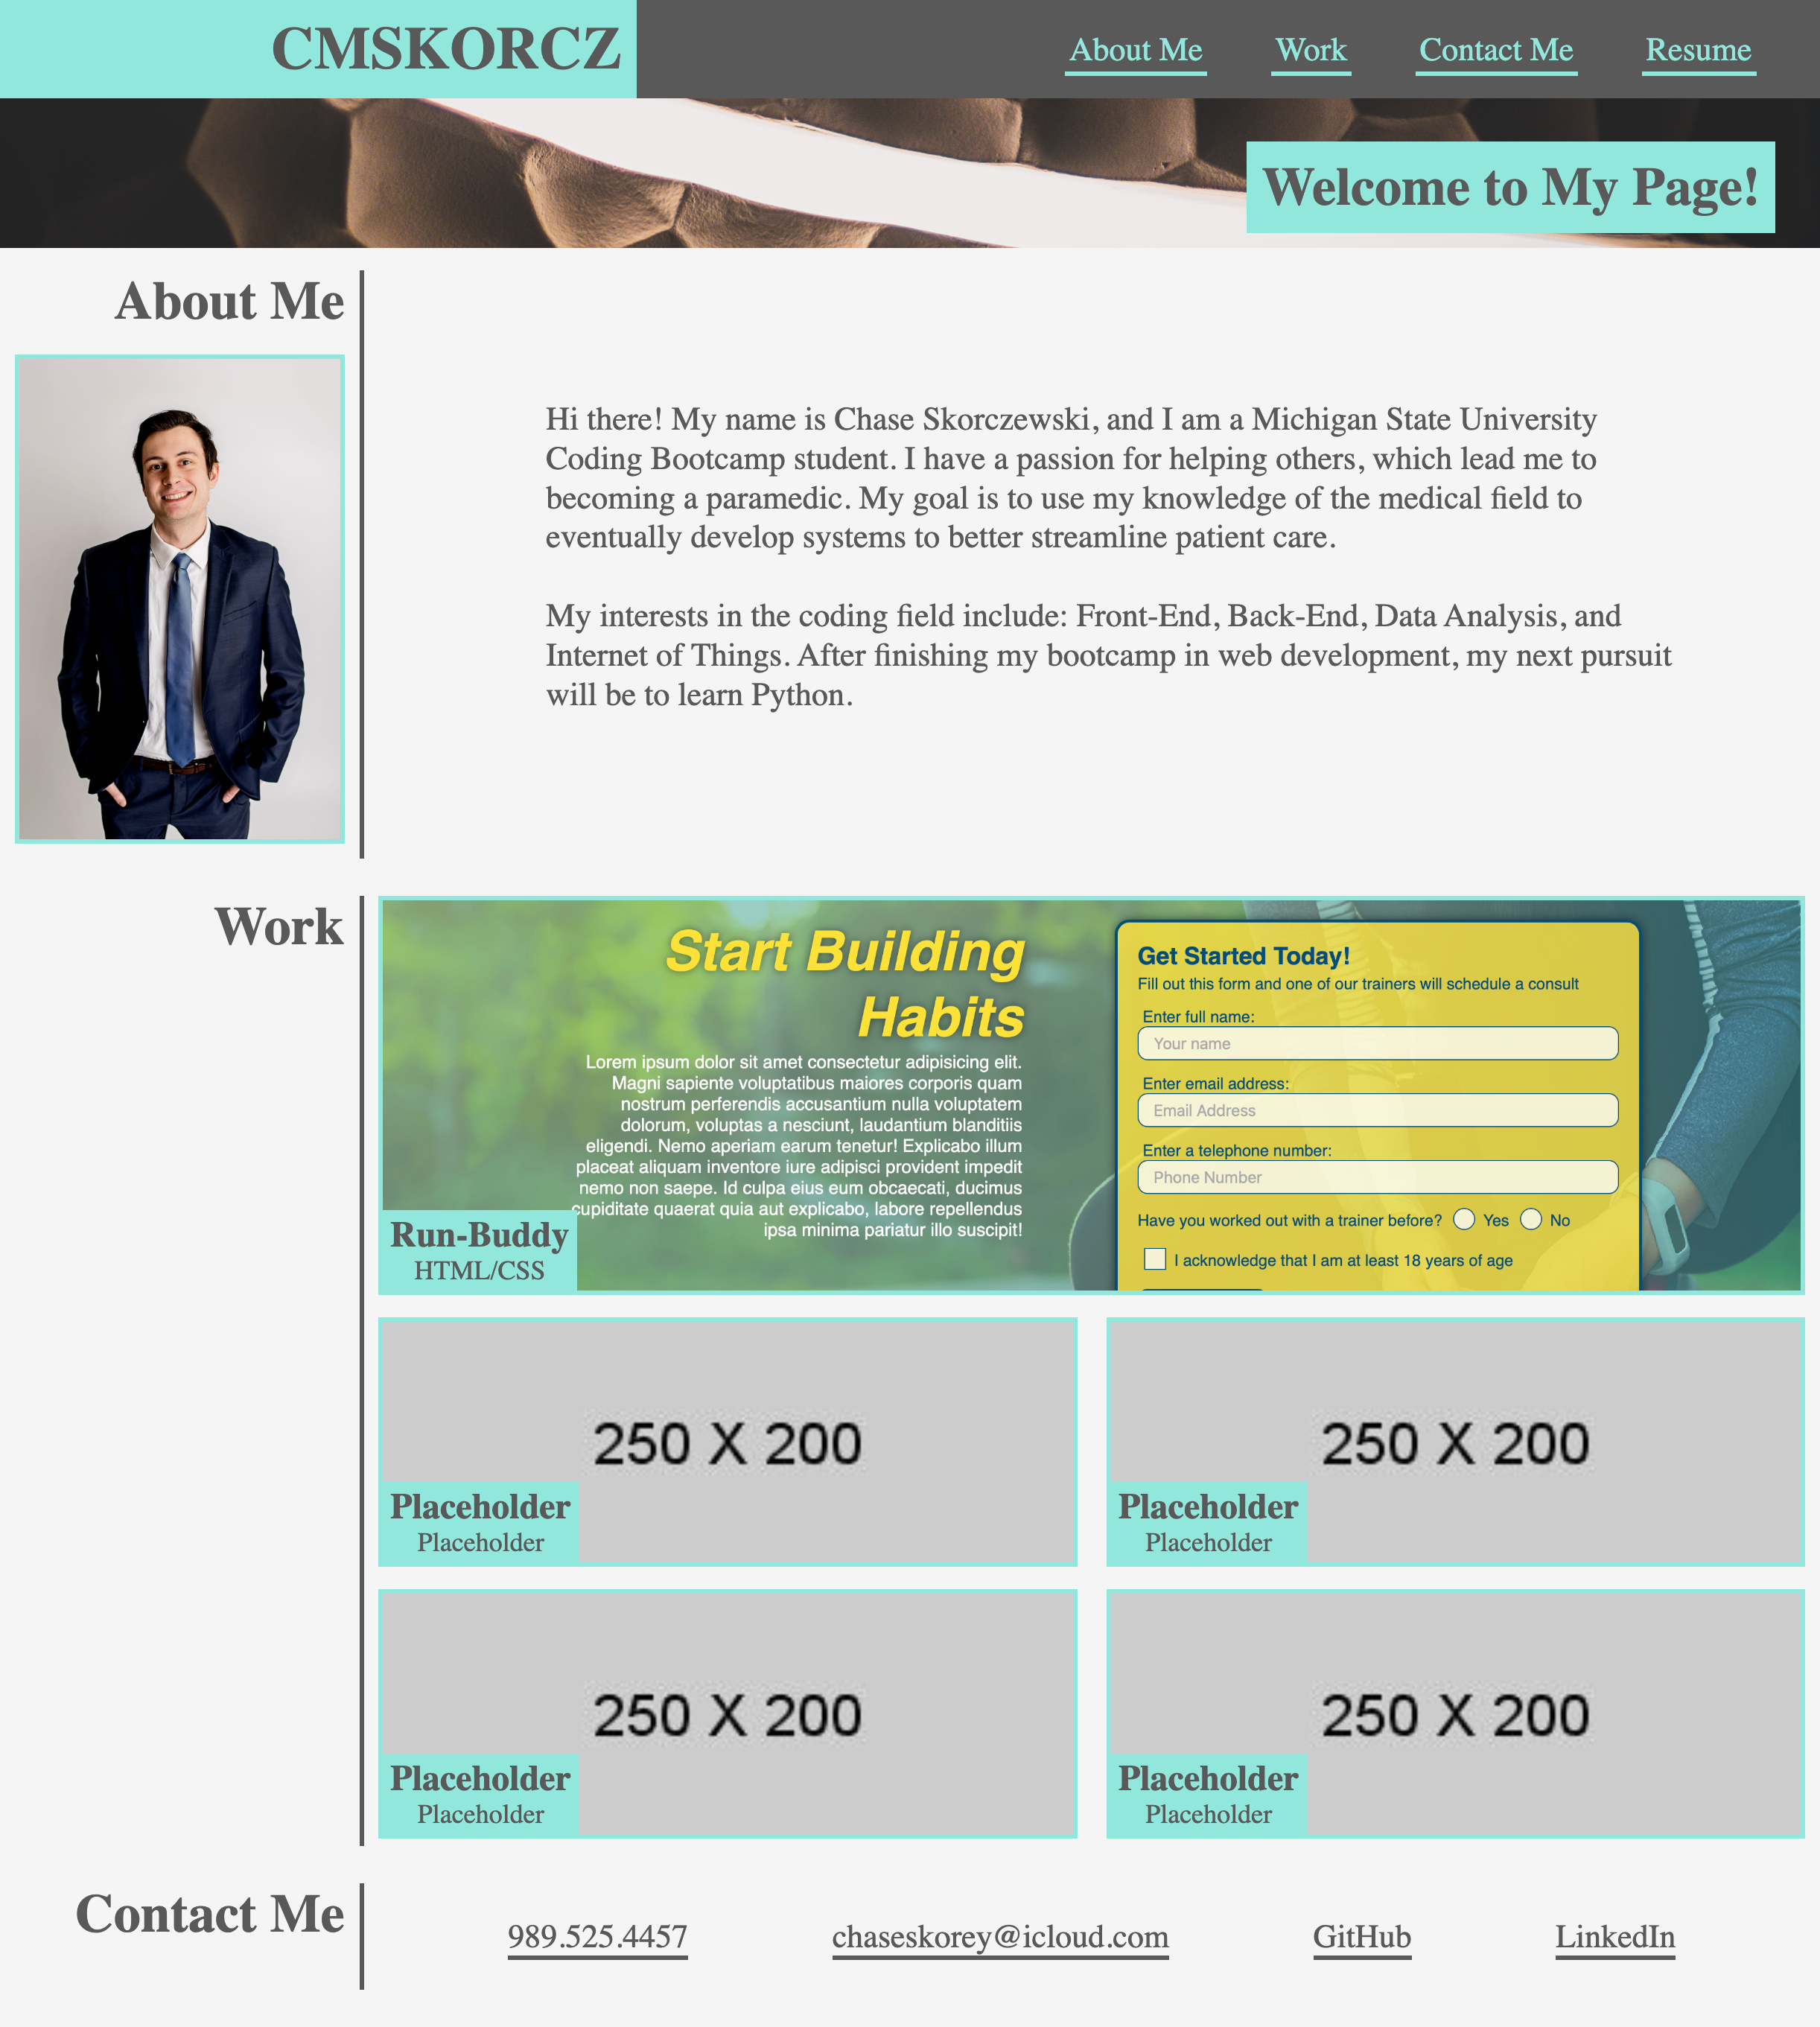 CMSKORCZ
About Me
Work
Contact Me
Resume
Welcome to My Page!
About Me
Hi there! My name is Chase Skorczewski, and I am a Michigan State University
Coding Bootcamp student. I have a passion for helping others, which lead me to
becoming a paramedic. My goal is to use my knowledge of the medical field to
eventually develop systems to better streamline patient care.
My interests in the coding field include: Front-End, Back-End, Data Analysis, and
Internet of Things. After finishing my bootcamp in web development, my next pursuit
will be to learn Python.
Work
Start Building
Habits
Lorem ipsum dolor sit amet consectetur adipisicing elit.
Magni sapiente voluptatibus maiores corporis quam
nostrum perferendis accusantium nulla voluptatem
dolorum, voluptas a nesciunt, laudantium blanditiis
eligendi. Nemo aperiam earum tenetur! Explicabo illum
placeat aliquam inventore iure adipisci provident impedit
nemo non saepe. Id culpa eius eum obcaecati, ducimus
cupiditate quaerat quia aut explicabo, labore repellendus
ipsa minima pariatur illo suscipit!
Get Started Today!
Fill out this form and one of our trainers will schedule a consult
Enter full name:
Your name
Enter email address:
Email Address
Enter a telephone number:
Phone Number
Have you worked out with a trainer before? Yes No
I acknowledge that I am at least 18 years of age
Run-Buddy
HTML/CSS
250 X 200
Placeholder
Placeholder
250 X 200
Placeholder
Placeholder
250 X 200
Placeholder
Placeholder
250 X 200
Placeholder
Placeholder
Contact Me
989.525.4457
chaseskorey@icloud.com
GitHub
LinkedIn